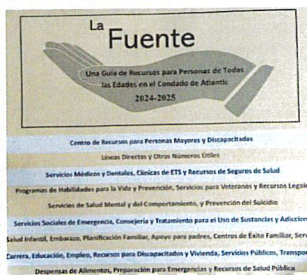 La
Fuente
Una Guía de Recursos para Personas de Todas
las Edades en el Condado de Atlantic
2024-2025
Centro de Recursos para Personas Mayores y Discapacitadas
Líneas Directas y Otros Números Útiles
Servicios Médicos y Dentales, Clínicas de ETS y Recursos de Seguros de Salud
Programas de Habilidades para la Vida y Prevención, Servicios para Veteranos y Recursos Legale
Servicios de Salud Mental y del Comportamiento, y Prevención del Suicidio
Servicios Sociales de Emergencia, Consejería y Tratamiento para el Uso de Sustancias y Adiccion
Salud Infantil, Embarazo, Planificación Familiar, Apoyo para padres, Centros de Éxito Familiar, Serv
Carrera, Educación, Empleo, Recursos para Discapacitados y Vivienda, Servicios Públicos, Transpor
Despensas de Alimentos, Preparación para Emergencias y Recursos de Salud Pública